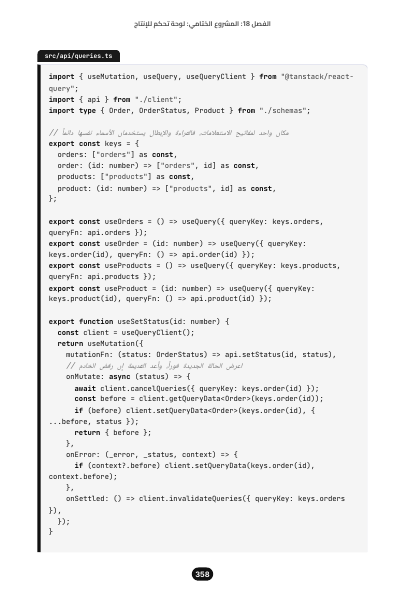 الفصل 18: المشروع الختامي: لوحة تحكم للإنتاج
src/api/queries.ts
import { useMutation, useQuery, useQueryClient } from "@tanstack/react-
query";
import { api } from "./client";
import type { Order, OrderStatus, Product } from "./schemas";
// مكان واحد لمفاتيح الاستعلامات، فالقراءة والإبطال يستخدمان الأسماء نفسها دائماً
export const keys = {
  orders: ["orders"] as const,
  order: (id: number) => ["orders", id] as const,
  products: ["products"] as const,
  product: (id: number) => ["products", id] as const,
};
export const useOrders = () => useQuery({ queryKey: keys.orders,
queryFn: api.orders });
export const useOrder = (id: number) => useQuery({ queryKey:
keys.order(id), queryFn: () => api.order(id) });
export const useProducts = () => useQuery({ queryKey: keys.products,
queryFn: api.products });
export const useProduct = (id: number) => useQuery({ queryKey:
keys.product(id), queryFn: () => api.product(id) });
export function useSetStatus(id: number) {
  const client = useQueryClient();
  return useMutation({
    mutationFn: (status: OrderStatus) => api.setStatus(id, status),
    // اعرض الحالة الجديدة فوراً، وأعد القديمة إن رفض الخادم
    onMutate: async (status) => {
      await client.cancelQueries({ queryKey: keys.order(id) });
      const before = client.getQueryData<Order>(keys.order(id));
      if (before) client.setQueryData<Order>(keys.order(id), {
...before, status });
      return { before };
    },
    onError: (_error, _status, context) => {
      if (context?.before) client.setQueryData(keys.order(id),
context.before);
    },
    onSettled: () => client.invalidateQueries({ queryKey: keys.orders
}),
  });
}
358